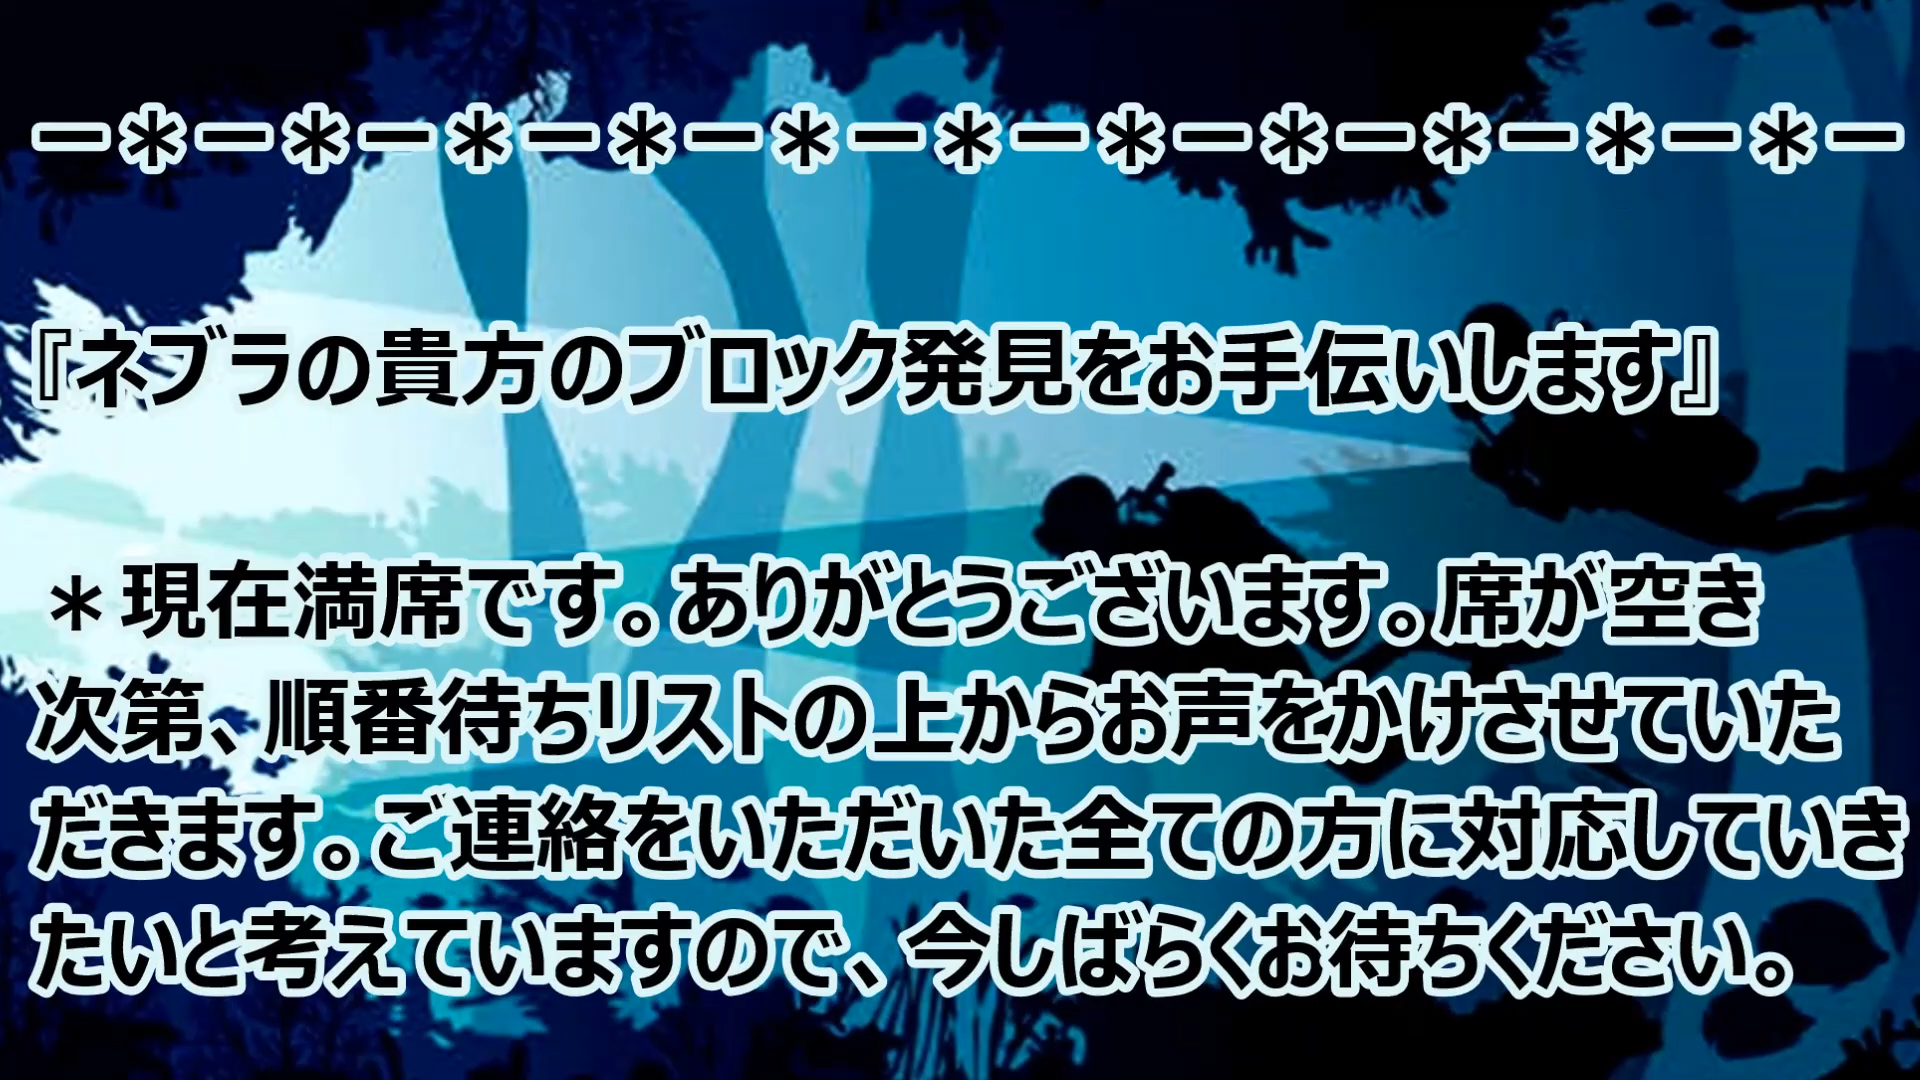 ー＊ー＊ー＊ー＊ー＊ー＊ー＊ー＊ー＊ー＊ー＊ー
『ネブラの貴方のブロック発見をお手伝いします』
＊現在満席です。ありがとうございます。席が空き
次第、順番待ちリストの上からお声をかけさせていた
だきます。ご連絡をいただいた全ての方に対応していき
たいと考えていますので、今しばらくお待ちください。